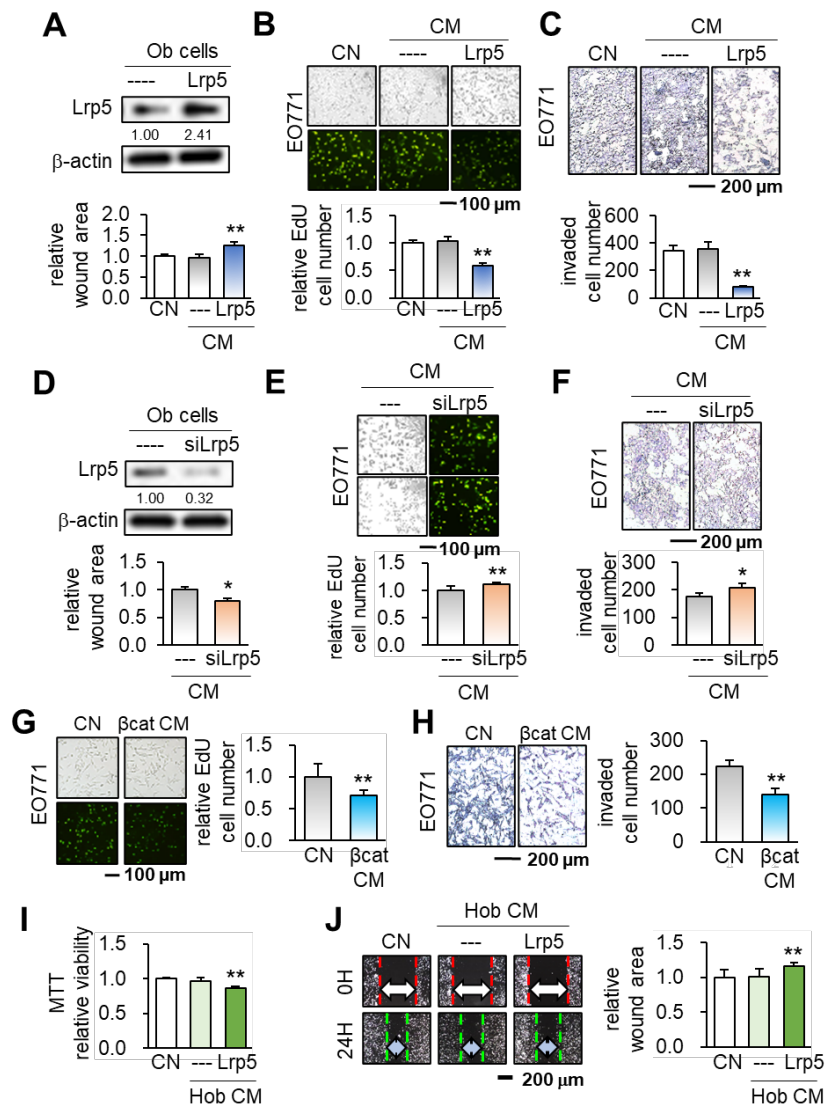 A
Ob cells
---- Lrp5
Lrp5
1.00 2.41
β-actin
relative
wound area
2.0
1.5
1.0
0.5
0.0
**
CN --- Lrp5
CM
B
CM
CN ---- Lrp5
EO771
100 µm
relative EdU
cell number
1.5
1.0
0.5
0.0
**
CN --- Lrp5
CM
C
CM
CN ---- Lrp5
EO771
200 µm
invaded
cell number
600
400
200
0
**
CN --- Lrp5
CM
D
Ob cells
---- siLrp5
Lrp5
1.00 0.32
β-actin
relative
wound area
1.5
1.0
0.5
0.0
*
--- siLrp5
CM
E
CM
--- siLrp5
EO771
100 µm
relative EdU
cell number
1.5
1.0
0.5
0.0
**
--- siLrp5
CM
F
CM
--- siLrp5
EO771
200 µm
invaded
cell number
300
200
100
0
*
--- siLrp5
CM
G
CN βcat CM
EO771
100 µm
relative EdU
cell number
1.5
1.0
0.5
0.0
**
CN βcat
CM
H
CN βcat CM
EO771
200 µm
invaded
cell number
300
200
100
0
**
CN βcat
CM
I
MTT
relative viability
1.5
1.0
0.5
0.0
**
CN --- Lrp5
Hob CM
J
Hob CM
CN --- Lrp5
0H
24H
200 µm
relative
wound area
1.5
1.0
0.5
0.0
**
CN --- Lrp5
Hob CM